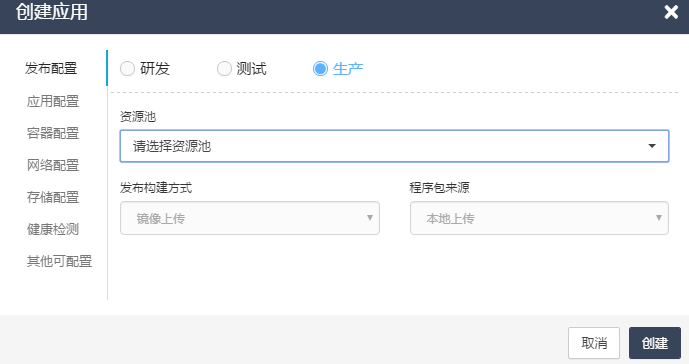 创建应用
发布配置
研发 测试 生产
应用配置
资源池
容器配置
请选择资源池
网络配置
存储配置
发布构建方式 程序包来源
镜像上传 本地上传
健康检测
其他可配置
取消 创建